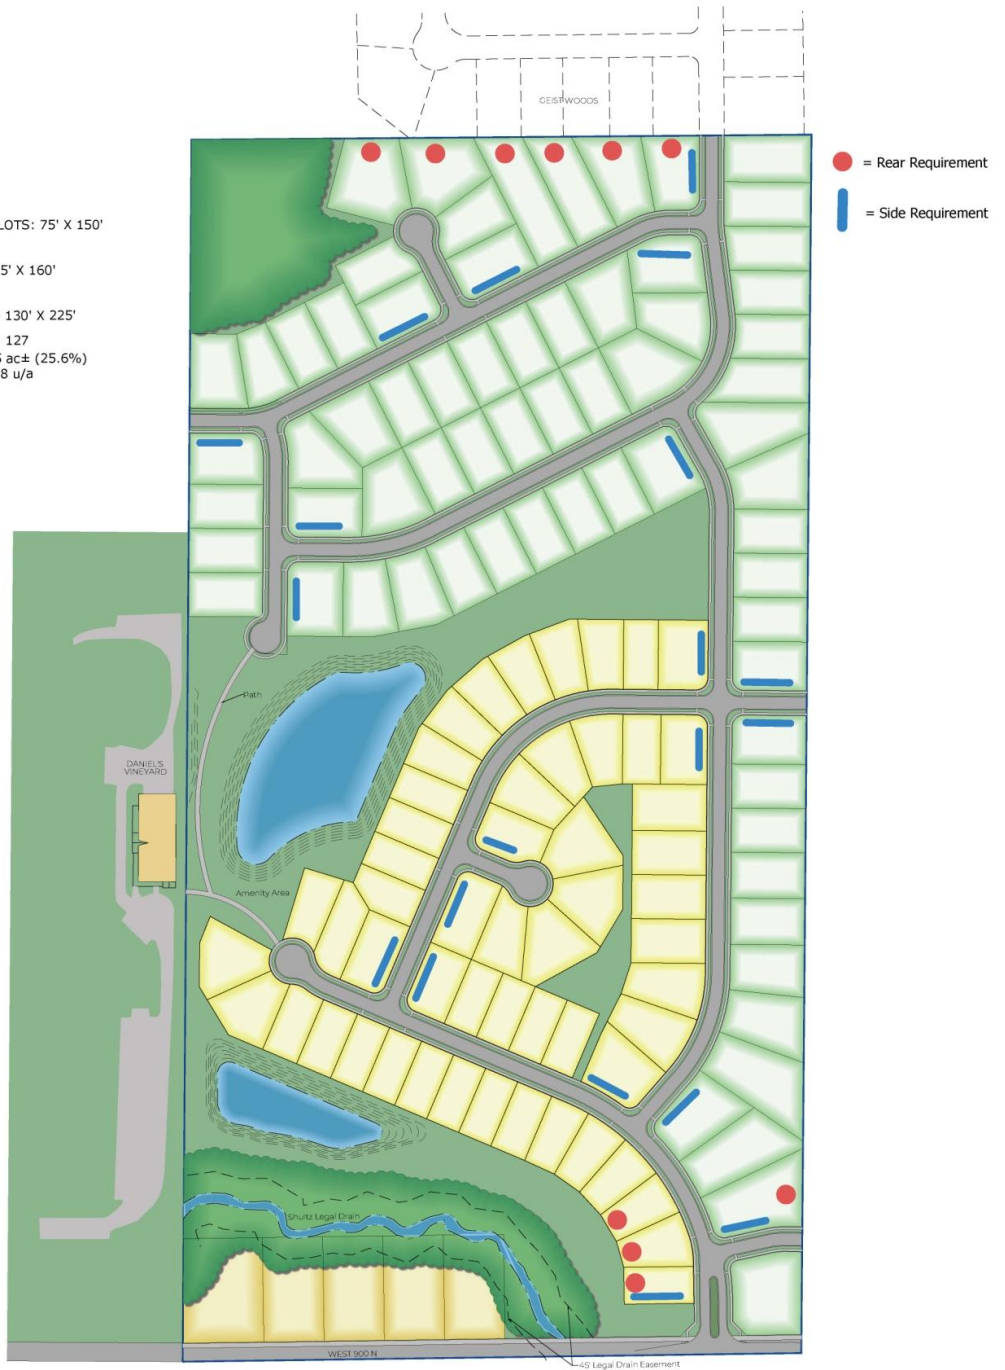 GEIST WOODS
= Rear Requirement
= Side Requirement
LOTS: 75' X 150'
5' X 160'
130' X 225'
127
ac± (25.6%)
8 u/a
Path
DANIEL'S
VINEYARD
Amenity Area
Shultz Legal Drain
WEST 900 N
45' Legal Drain Easement